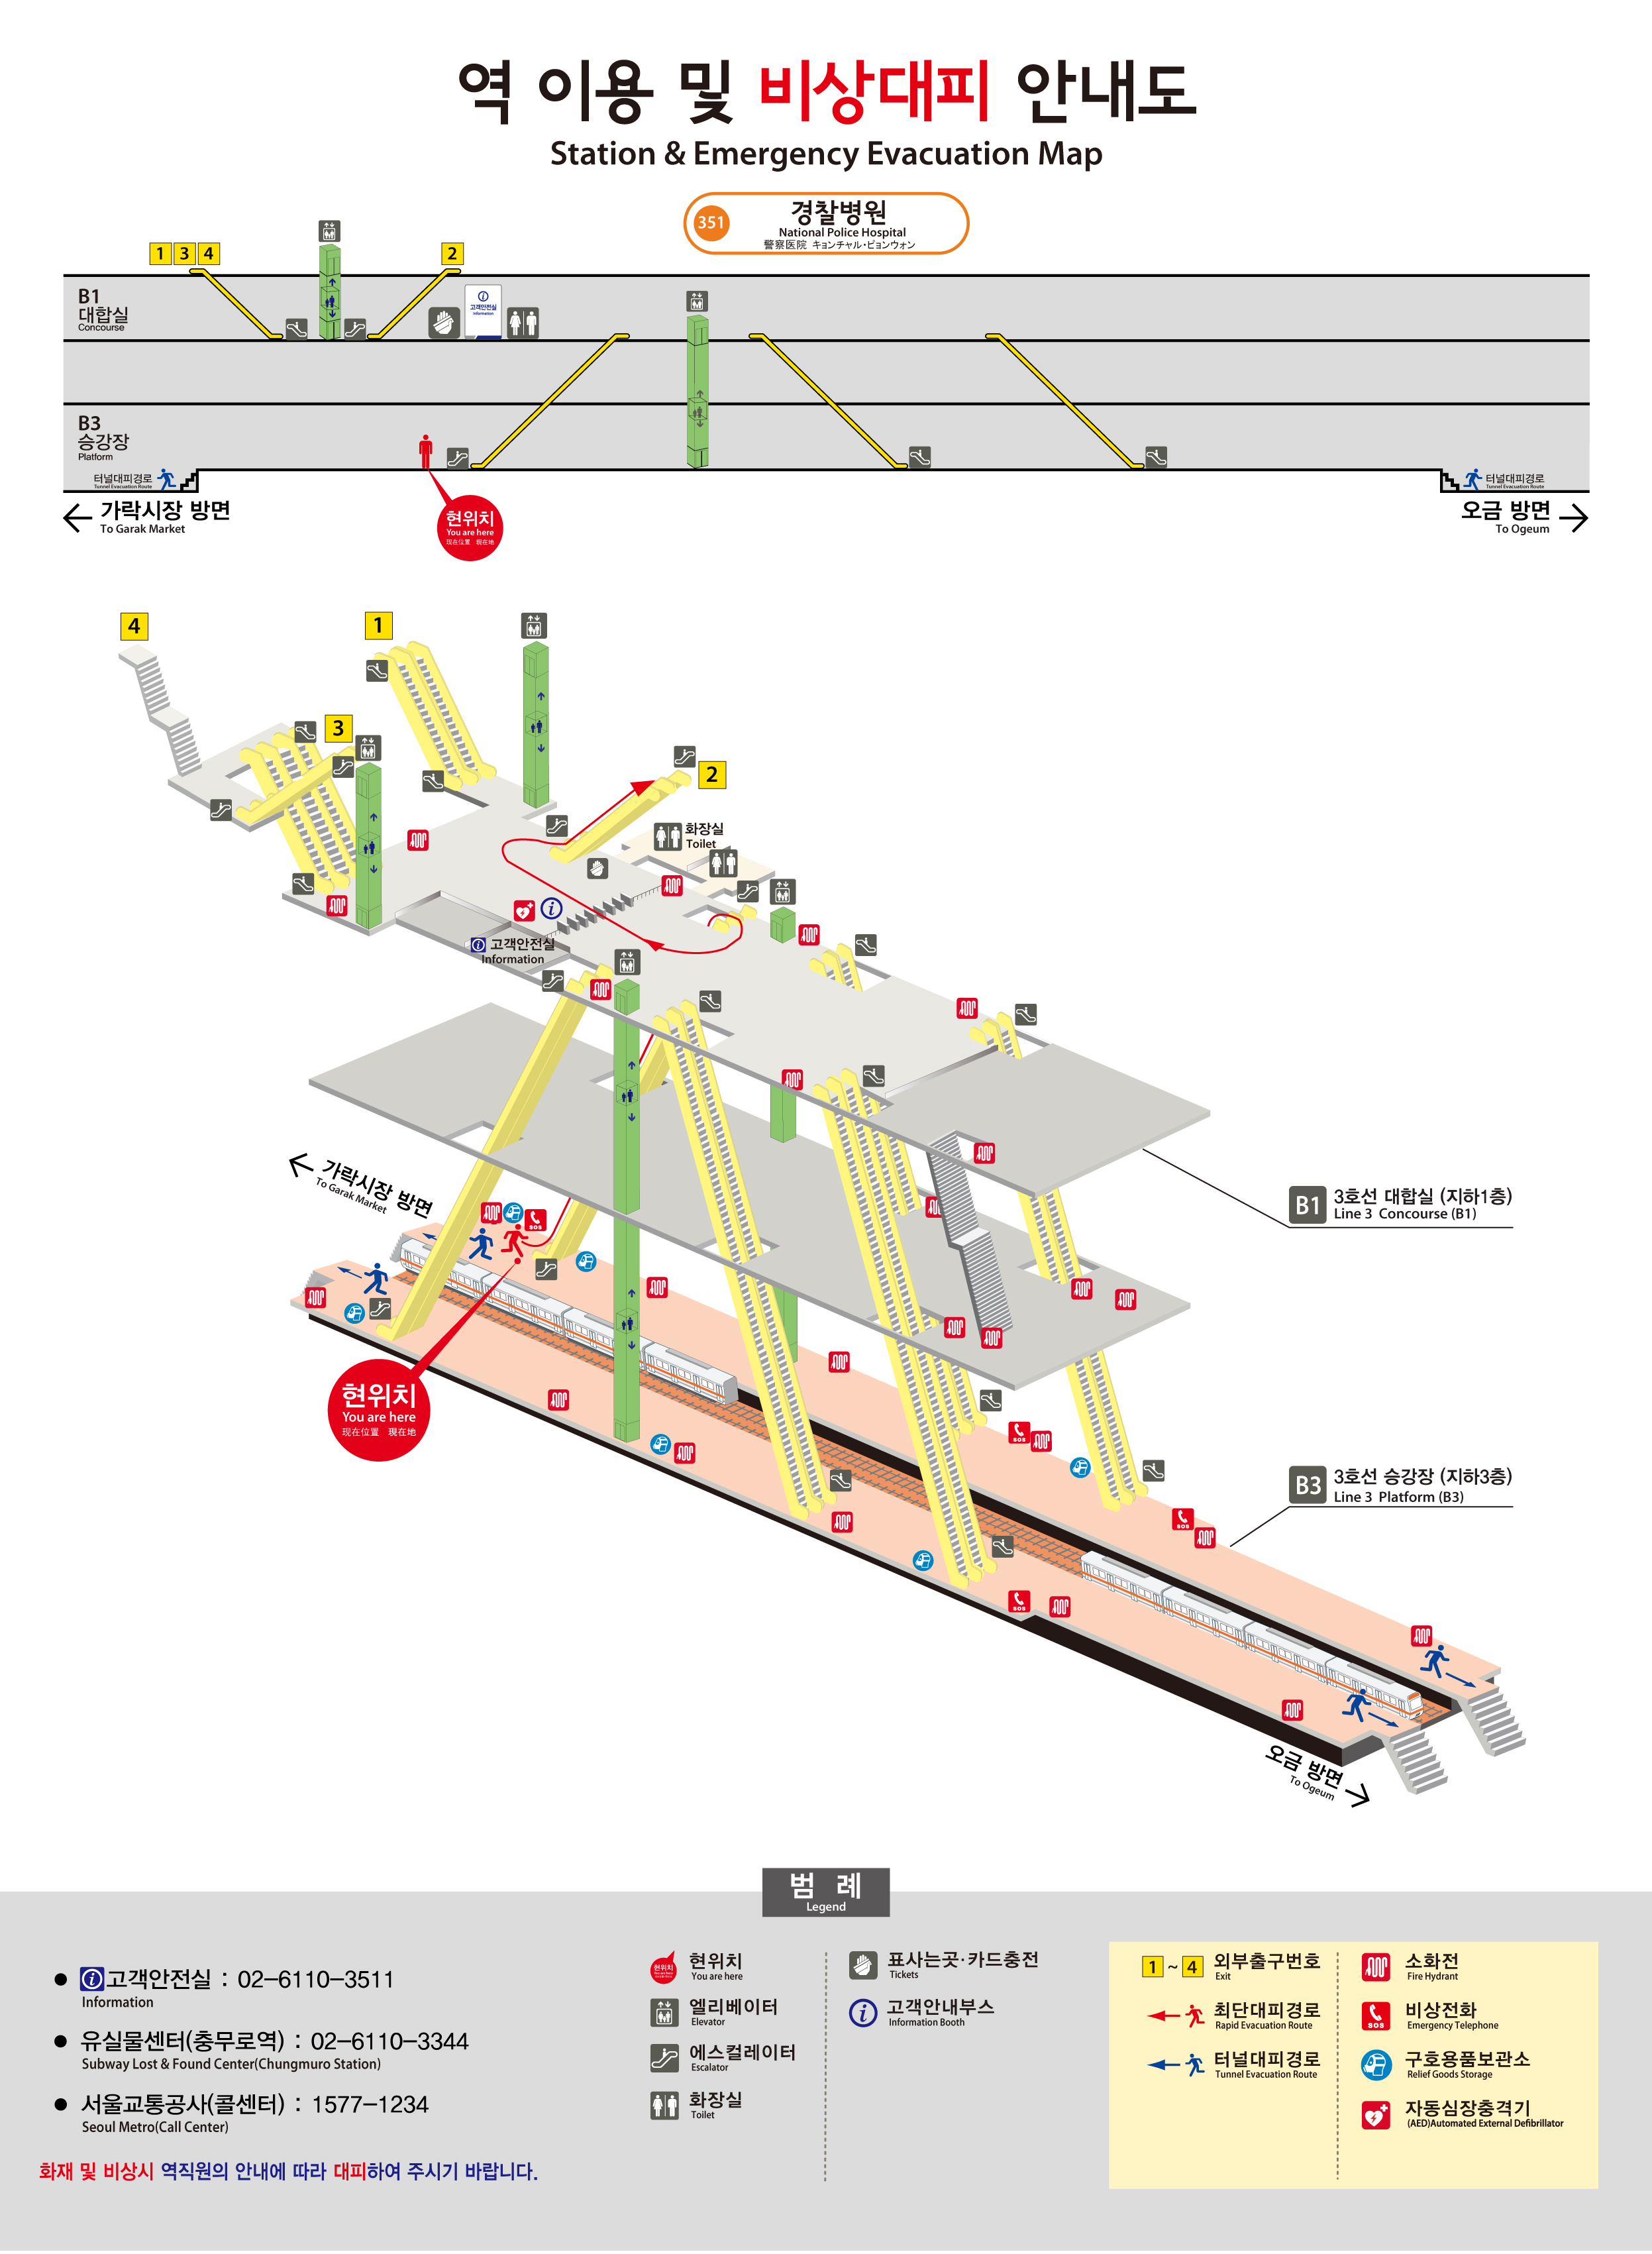 역 이용 및 비상대피 안내도
Station & Emergency Evacuation Map
351
경찰병원
National Police Hospital
警察医院 キョンチャル・ビョンウォン
1 3 4
2
B1
대합실
Concourse
고객안전실
Information
B3
승강장
Platform
터널대피경로
Tunnel Evacuation Route
터널대피경로
Tunnel Evacuation Route
가락시장 방면
To Garak Market
현위치
You are here
现在位置 現在地
오금 방면
To Ogeum
4
1
3
2
화장실
Toilet
고객안전실
Information
가락시장 방면
To Garak Market
SOS
B1
3호선 대합실 (지하1층)
Line 3 Concourse (B1)
현위치
You are here
现在位置 現在地
SOS
B3
3호선 승강장 (지하3층)
Line 3 Platform (B3)
SOS
SOS
오금 방면
To Ogeum
범 례
Legend
고객안전실 : 02-6110-3511
Information
유실물센터(충무로역) : 02-6110-3344
Subway Lost & Found Center(Chungmuro Station)
서울교통공사(콜센터) : 1577-1234
Seoul Metro(Call Center)
화재 및 비상시 역직원의 안내에 따라 대피하여 주시기 바랍니다.
현위치
현위치
You are here
엘리베이터
Elevator
에스컬레이터
Escalator
화장실
Toilet
표사는곳·카드충전
Tickets
고객안내부스
Information Booth
1 ~ 4
외부출구번호
Exit
최단대피경로
Rapid Evacuation Route
터널대피경로
Tunnel Evacuation Route
소화전
Fire Hydrant
SOS
비상전화
Emergency Telephone
구호용품보관소
Relief Goods Storage
자동심장충격기
(AED)Automated External Defibrillator